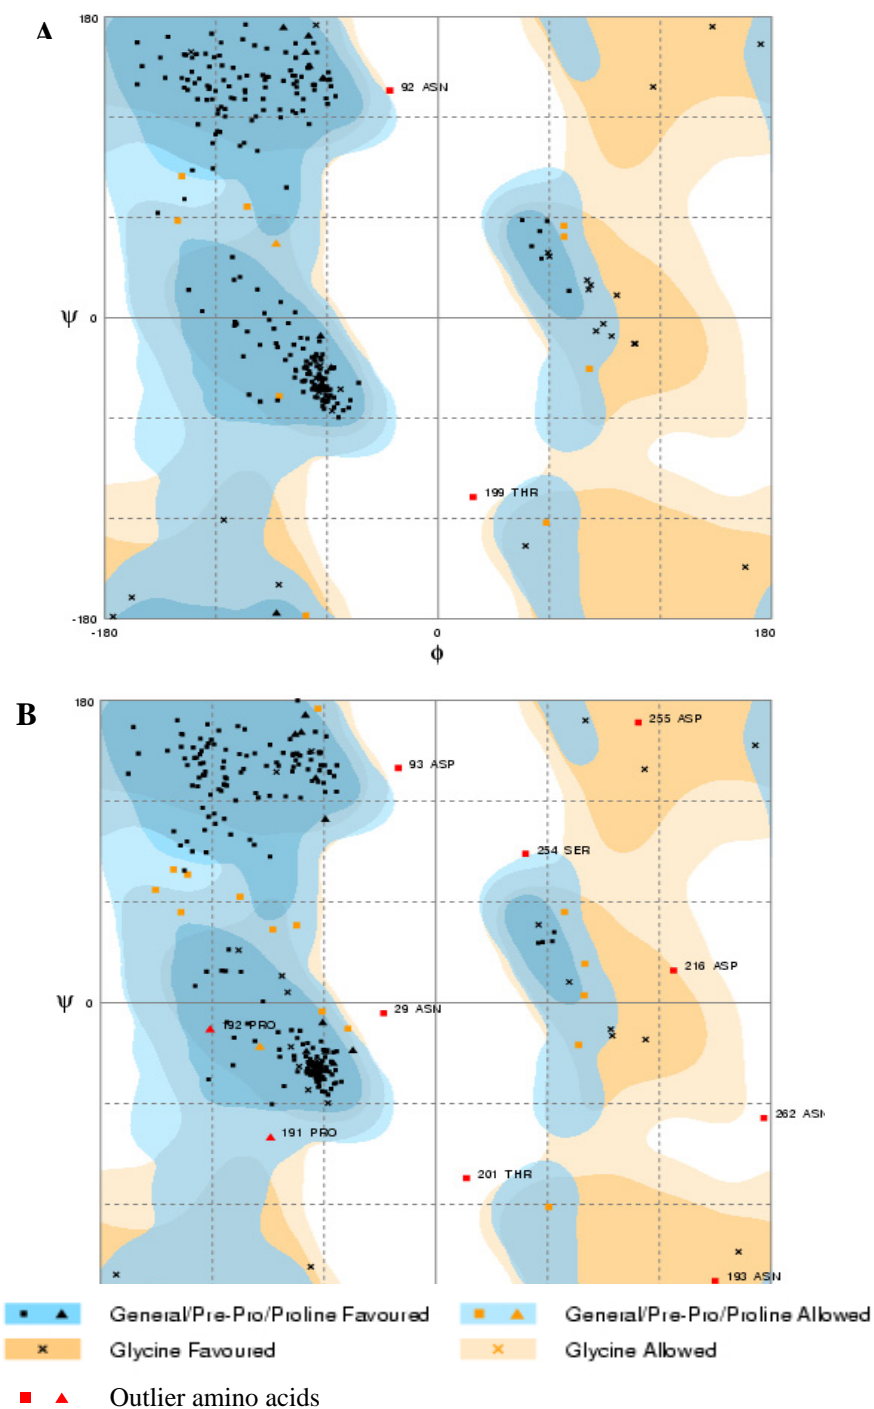 A
180
92 ASN
ψ 0
199 THR
-180
-180 0 180
ϕ
B
180
255 ASP
93 ASP
254 SER
216 ASP
ψ 0
29 ASN
192 PRO
262 ASN
191 PRO
201 THR
193 ASN
General/Pre-Pro/Proline Favoured General/Pre-Pro/Proline Allowed
Glycine Favoured Glycine Allowed
Outlier amino acids